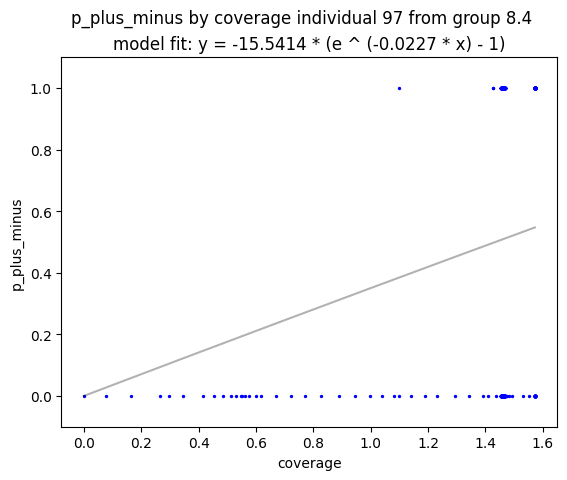 p_plus_minus by coverage individual 97 from group 8.4
model fit: y = -15.5414 * (e ^ (-0.0227 * x) - 1)
1.0
0.8
0.6
0.4
0.2
0.0
p_plus_minus
0.0 0.2 0.4 0.6 0.8 1.0 1.2 1.4 1.6
coverage